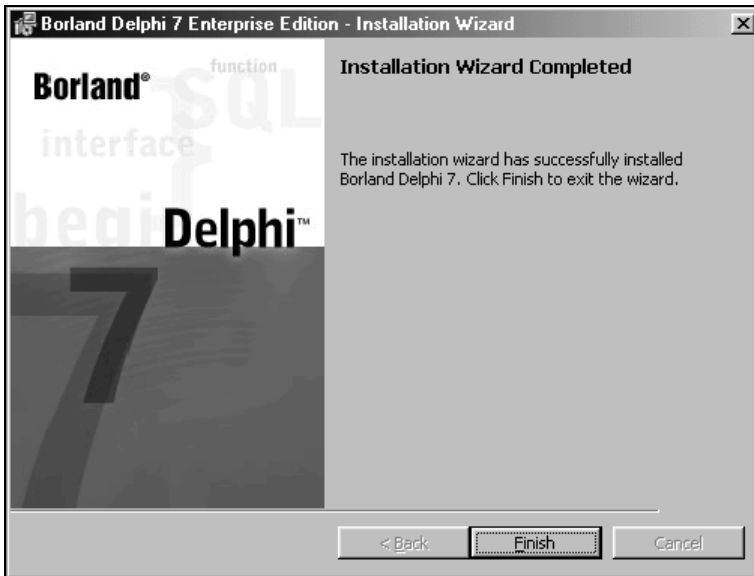 Borland Delphi 7 Enterprise Edition - Installation Wizard
Borland®
function
SQL
interface
begin
Delphi™
7
7
Installation Wizard Completed
The installation wizard has successfully installed
Borland Delphi 7. Click Finish to exit the wizard.
< Back
Finish
Cancel